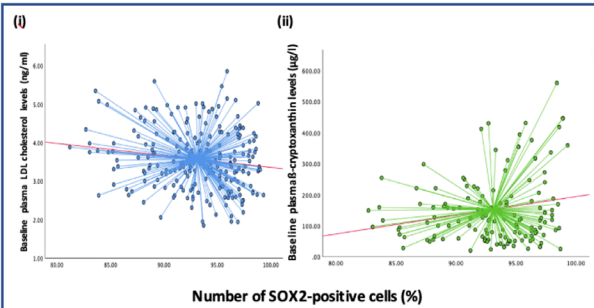 (i)
(ii)
Baseline plasma LDL cholesterol levels (ng/ml)
6.00
5.00
4.00
3.00
2.00
1.00
80.00 85.00 90.00 95.00 100.00
Baseline plasmaß-cryptoxanthin levels (µg/l)
600.00
500.00
400.00
300.00
200.00
100.00
.00
80.00 85.00 90.00 95.00 100.00
Number of SOX2-positive cells (%)